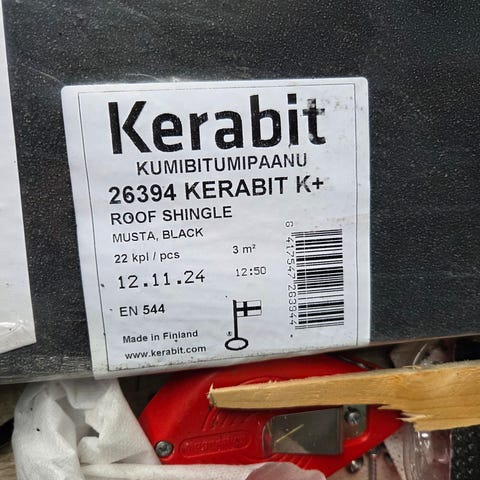 Kerabit
KUMIBITUMIPAANU
26394 KERABIT K+
ROOF SHINGLE
MUSTA, BLACK
22 kpl / pcs 3 m²
12.11.24 12:50
EN 544
Made in Finland
www.kerabit.com
6 417547 263944